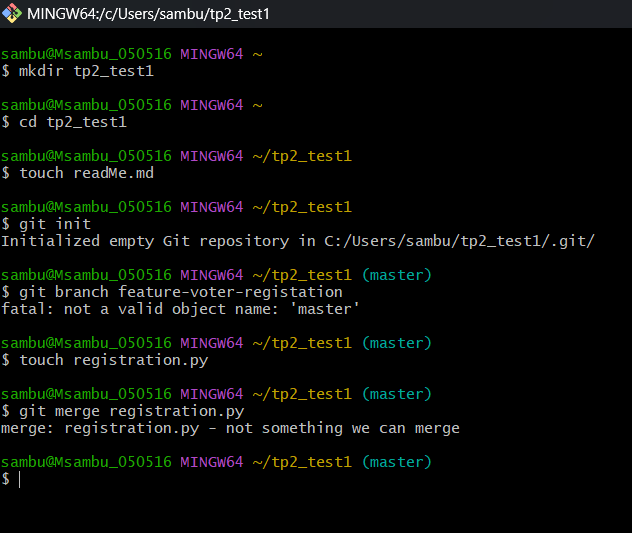 MINGW64:/c/Users/sambu/tp2_test1
sambu@Msambu_050516 MINGW64 ~
$ mkdir tp2_test1
sambu@Msambu_050516 MINGW64 ~
$ cd tp2_test1
sambu@Msambu_050516 MINGW64 ~/tp2_test1
$ touch readMe.md
sambu@Msambu_050516 MINGW64 ~/tp2_test1
$ git init
Initialized empty Git repository in C:/Users/sambu/tp2_test1/.git/
sambu@Msambu_050516 MINGW64 ~/tp2_test1 (master)
$ git branch feature-voter-registation
fatal: not a valid object name: 'master'
sambu@Msambu_050516 MINGW64 ~/tp2_test1 (master)
$ touch registration.py
sambu@Msambu_050516 MINGW64 ~/tp2_test1 (master)
$ git merge registration.py
merge: registration.py - not something we can merge
sambu@Msambu_050516 MINGW64 ~/tp2_test1 (master)
$